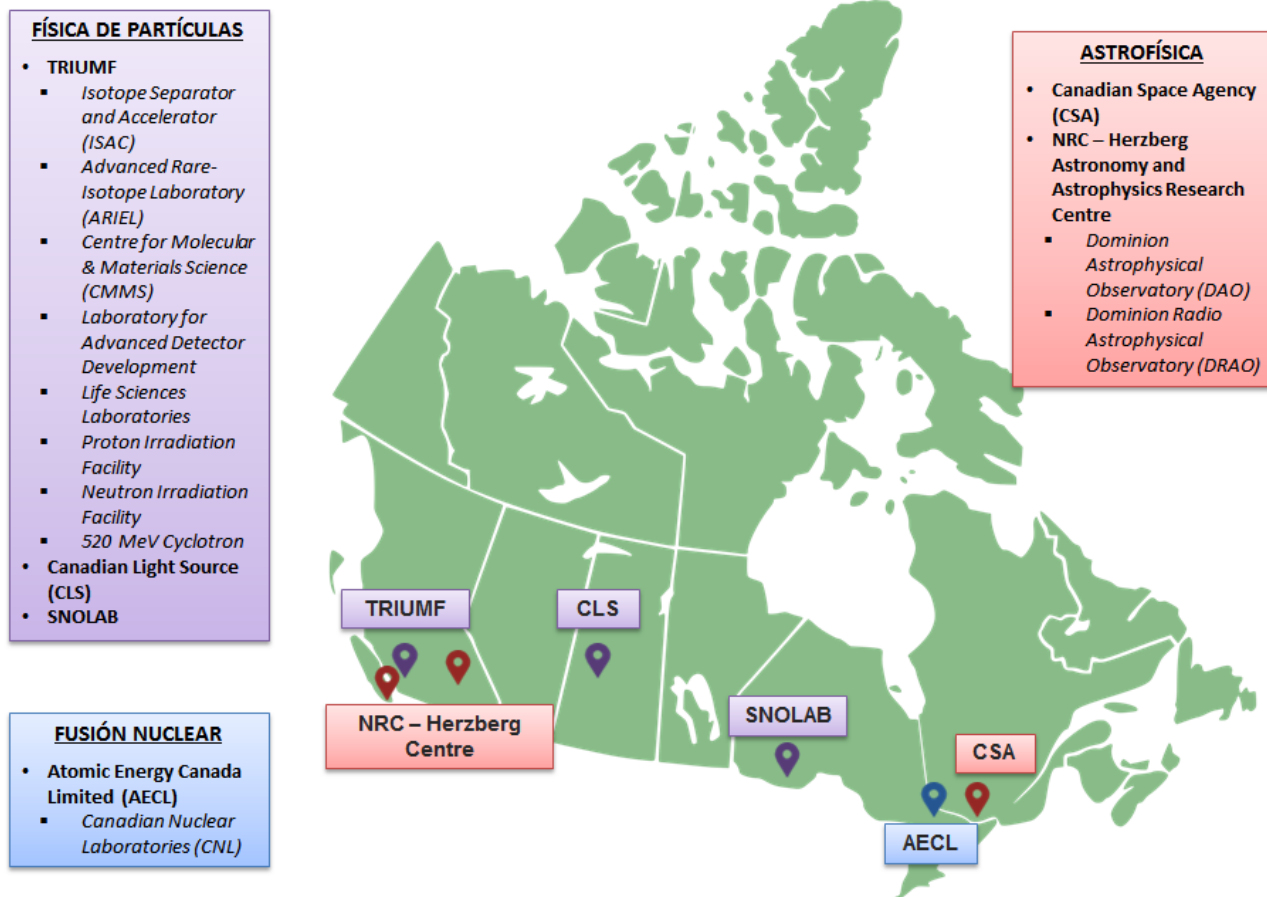 FÍSICA DE PARTÍCULAS
• TRIUMF
▪ Isotope Separator
and Accelerator
(ISAC)
▪ Advanced Rare-
Isotope Laboratory
(ARIEL)
▪ Centre for Molecular
& Materials Science
(CMMS)
▪ Laboratory for
Advanced Detector
Development
▪ Life Sciences
Laboratories
▪ Proton Irradiation
Facility
▪ Neutron Irradiation
Facility
▪ 520 MeV Cyclotron
• Canadian Light Source
(CLS)
• SNOLAB
FUSIÓN NUCLEAR
• Atomic Energy Canada
Limited (AECL)
▪ Canadian Nuclear
Laboratories (CNL)
ASTROFÍSICA
• Canadian Space Agency
(CSA)
• NRC – Herzberg
Astronomy and
Astrophysics Research
Centre
▪ Dominion
Astrophysical
Observatory (DAO)
▪ Dominion Radio
Astrophysical
Observatory (DRAO)
TRIUMF
CLS
NRC – Herzberg
Centre
SNOLAB
CSA
AECL